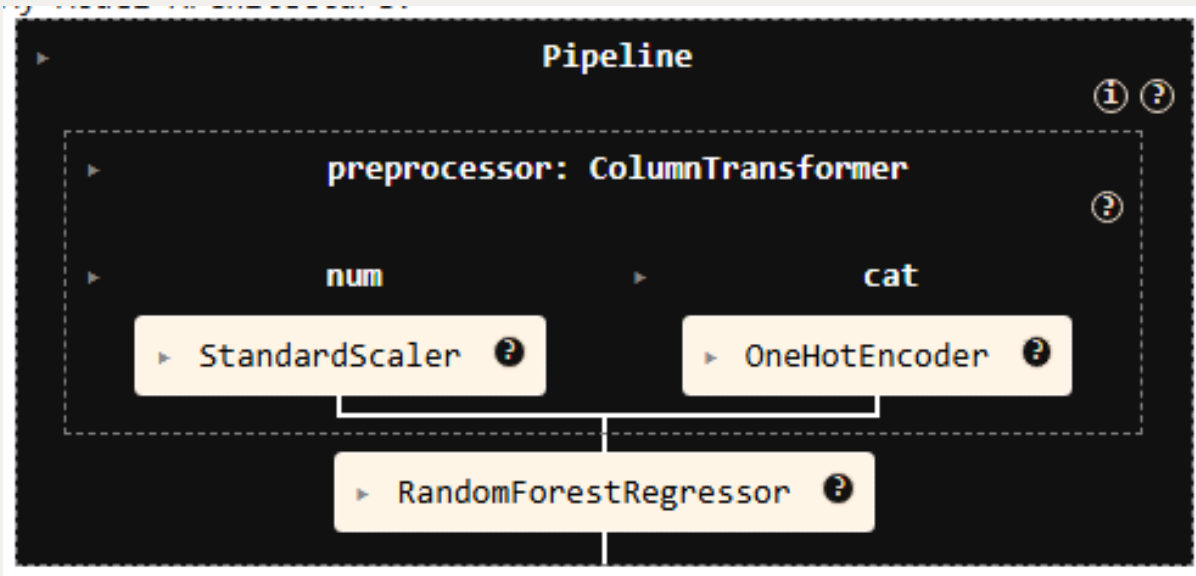 Pipeline
i ?
preprocessor: ColumnTransformer
?
num cat
StandardScaler ? OneHotEncoder ?
RandomForestRegressor ?